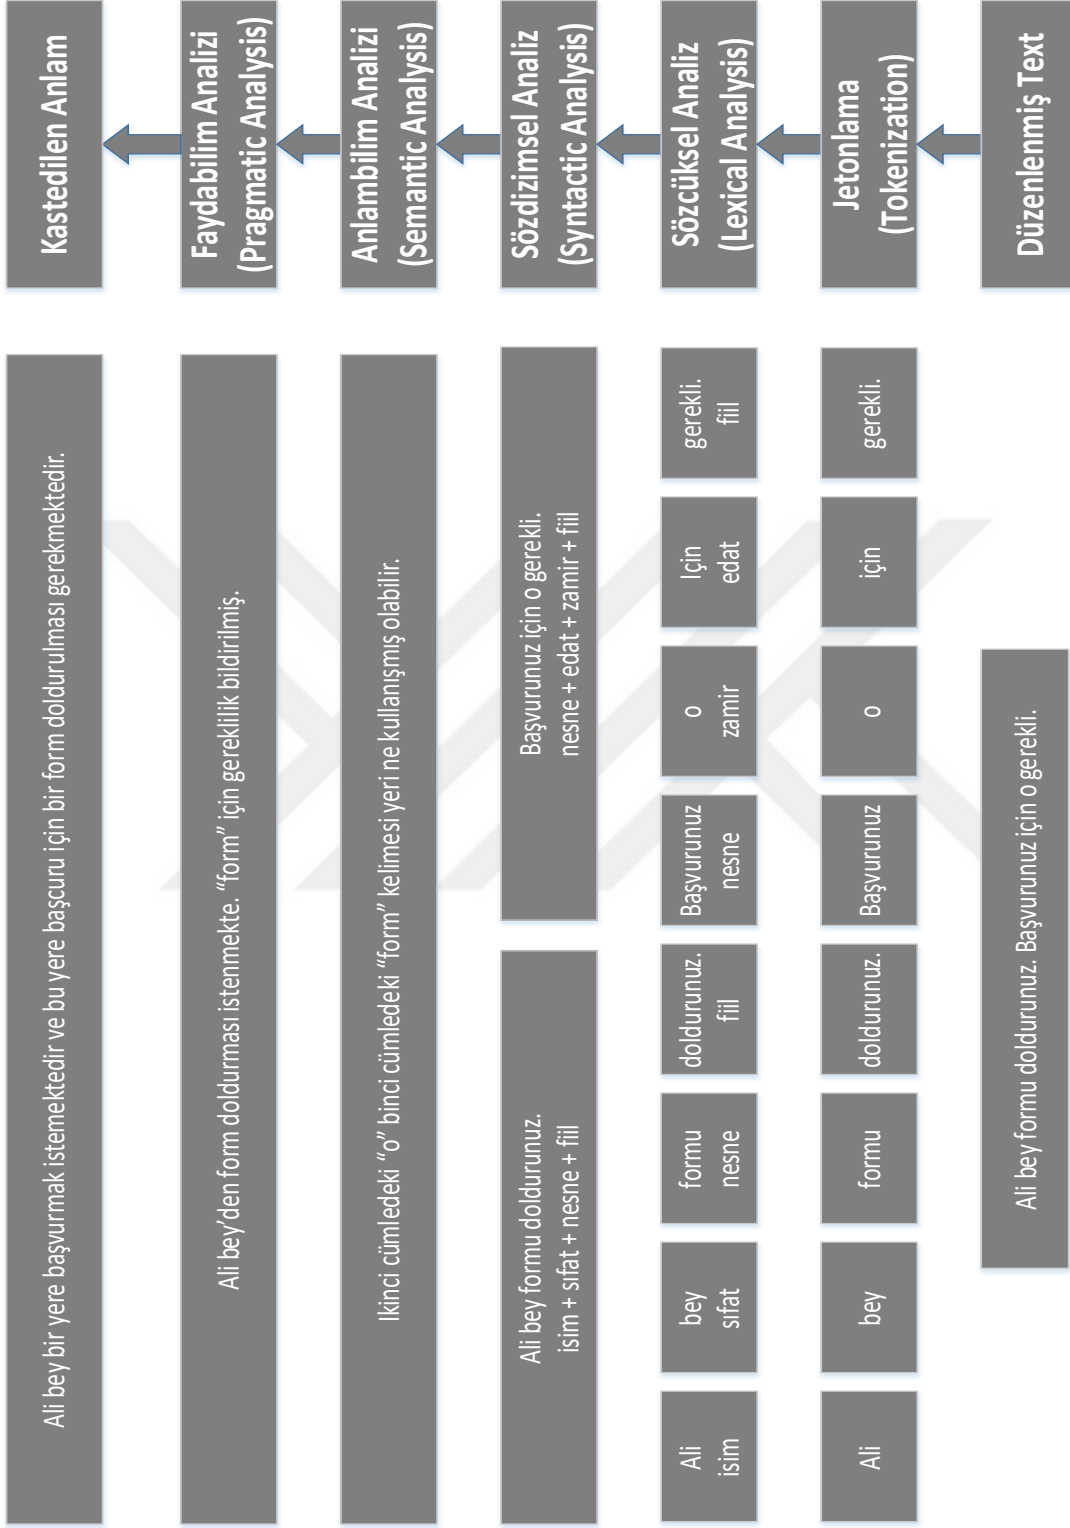 Kastedilen Anlam
Ali bey bir yere başvurmak istemektedir ve bu yere başcuru için bir form doldurulması gerekmektedir.
Faydabilim Analizi
(Pragmatic Analysis)
Ali bey’den form doldurması istenmekte. “form” için gereklilik bildirilmiş.
Anlambilim Analizi
(Semantic Analysis)
Ikinci cümledeki “o” binci cümledeki “form” kelimesi yeri ne kullanışmış olabilir.
Sözdizimsel Analiz
(Syntactic Analysis)
Ali bey formu doldurunuz.
isim + sıfat + nesne + fiil
Başvurunuz için o gerekli.
nesne + edat + zamir + fiil
Sözcüksel Analiz
(Lexical Analysis)
Ali
isim
bey
sıfat
formu
nesne
doldurunuz.
fiil
Başvurunuz
nesne
o
zamir
Için
edat
gerekli.
fiil
Jetonlama
(Tokenization)
Ali
bey
formu
doldurunuz.
Başvurunuz
o
için
gerekli.
Düzenlenmiş Text
Ali bey formu doldurunuz. Başvurunuz için o gerekli.